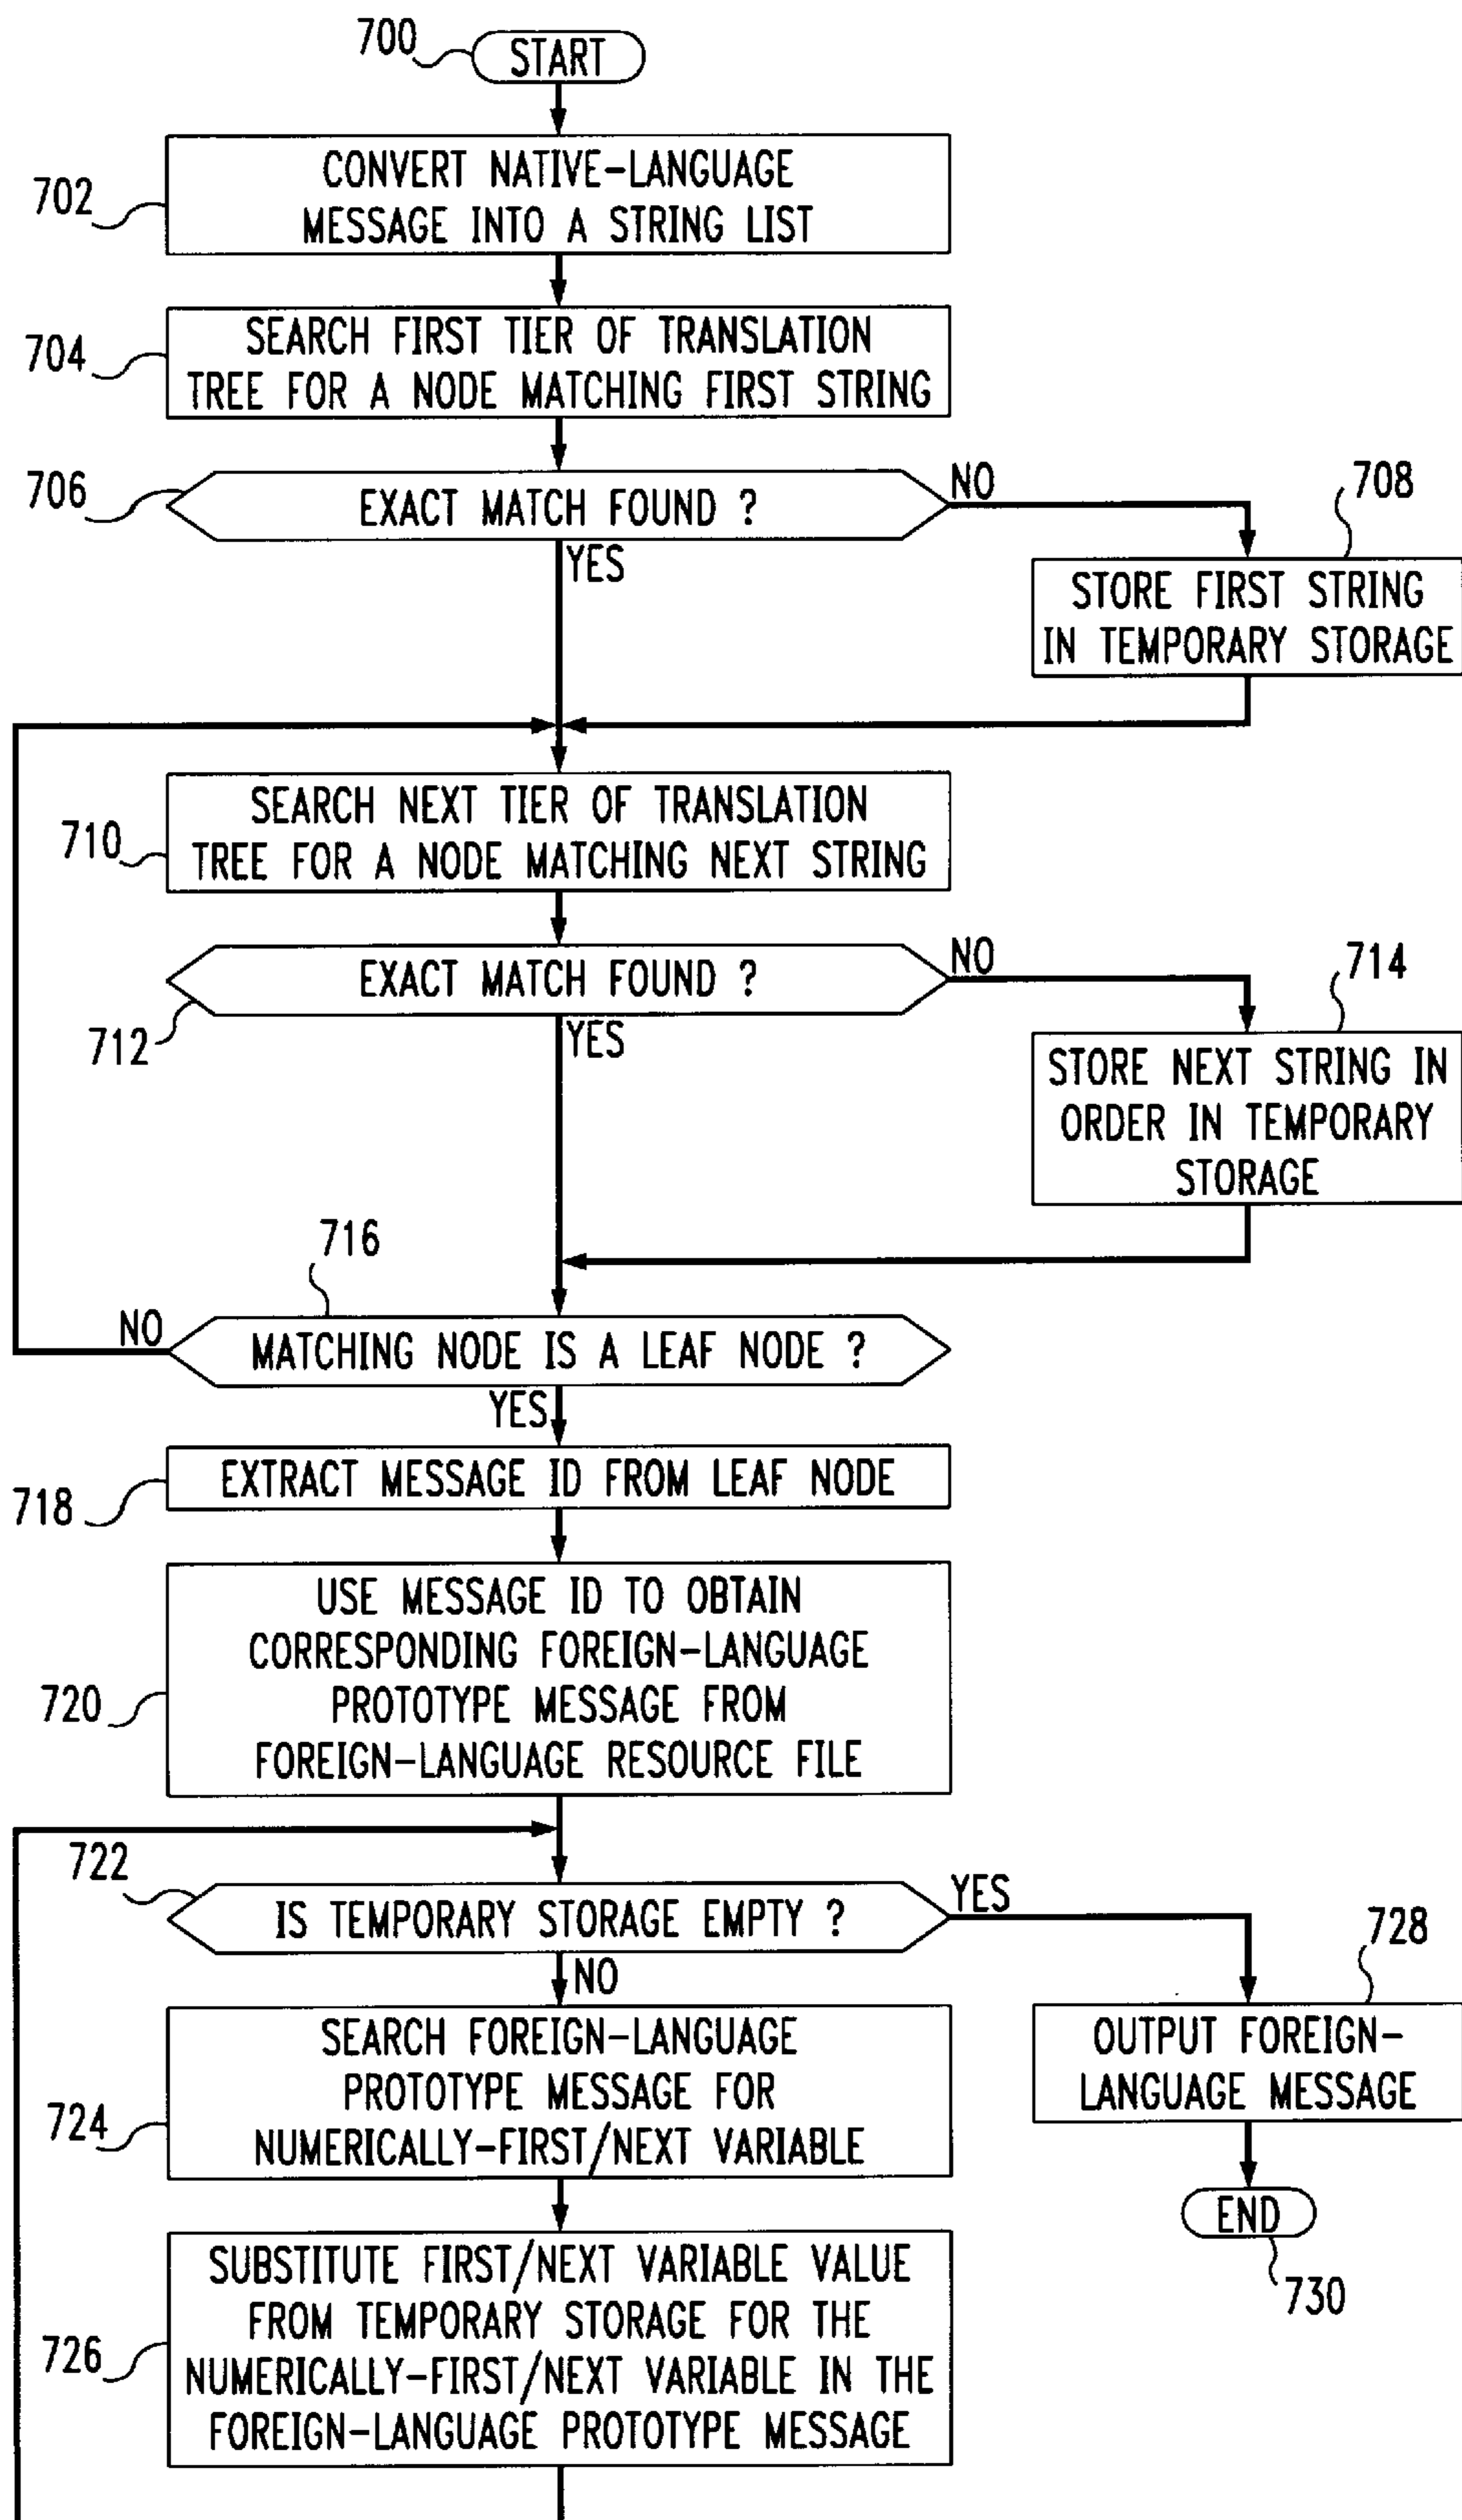 700
START
702
CONVERT NATIVE-LANGUAGE
MESSAGE INTO A STRING LIST
704
SEARCH FIRST TIER OF TRANSLATION
TREE FOR A NODE MATCHING FIRST STRING
706
EXACT MATCH FOUND ?
NO
YES
708
STORE FIRST STRING
IN TEMPORARY STORAGE
710
SEARCH NEXT TIER OF TRANSLATION
TREE FOR A NODE MATCHING NEXT STRING
712
EXACT MATCH FOUND ?
NO
YES
714
STORE NEXT STRING IN
ORDER IN TEMPORARY
STORAGE
716
NO
MATCHING NODE IS A LEAF NODE ?
YES
718
EXTRACT MESSAGE ID FROM LEAF NODE
720
USE MESSAGE ID TO OBTAIN
CORRESPONDING FOREIGN-LANGUAGE
PROTOTYPE MESSAGE FROM
FOREIGN-LANGUAGE RESOURCE FILE
722
IS TEMPORARY STORAGE EMPTY ?
YES
NO
728
OUTPUT FOREIGN-
LANGUAGE MESSAGE
724
SEARCH FOREIGN-LANGUAGE
PROTOTYPE MESSAGE FOR
NUMERICALLY-FIRST/NEXT VARIABLE
END
730
726
SUBSTITUTE FIRST/NEXT VARIABLE VALUE
FROM TEMPORARY STORAGE FOR THE
NUMERICALLY-FIRST/NEXT VARIABLE IN THE
FOREIGN-LANGUAGE PROTOTYPE MESSAGE